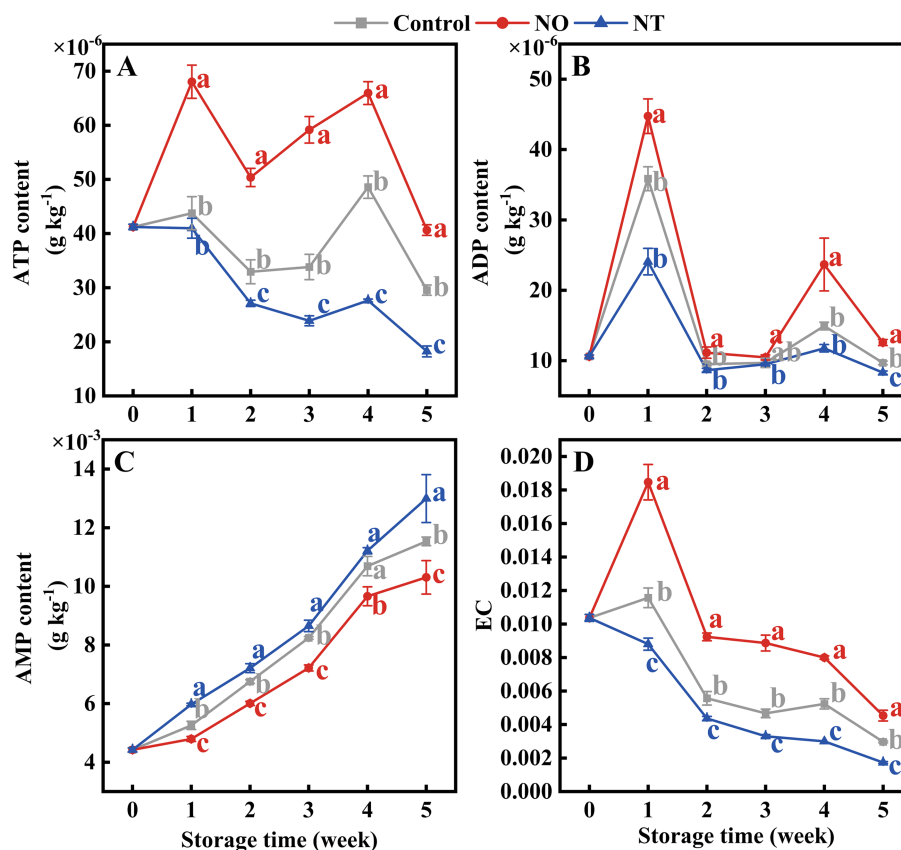 Control NO NT
×10-6
A
ATP content
(g kg-1)
70
60
50
40
30
20
10
a
a
a
a
a
b
b
b
b
b
b
c
c
c
c
0 1 2 3 4 5
×10-6
B
ADP content
(g kg-1)
50
40
30
20
10
a
a
a
a
a
b
b
ab
b
b
b
b
b
b
c
0 1 2 3 4 5
×10-3
C
AMP content
(g kg-1)
14
12
10
8
6
4
a
a
a
a
a
b
b
b
a
b
c
c
c
b
c
0 1 2 3 4 5
Storage time (week)
D
EC
0.020
0.018
0.016
0.014
0.012
0.010
0.008
0.006
0.004
0.002
0.000
a
a
a
a
a
b
b
b
b
b
c
c
c
c
c
0 1 2 3 4 5
Storage time (week)